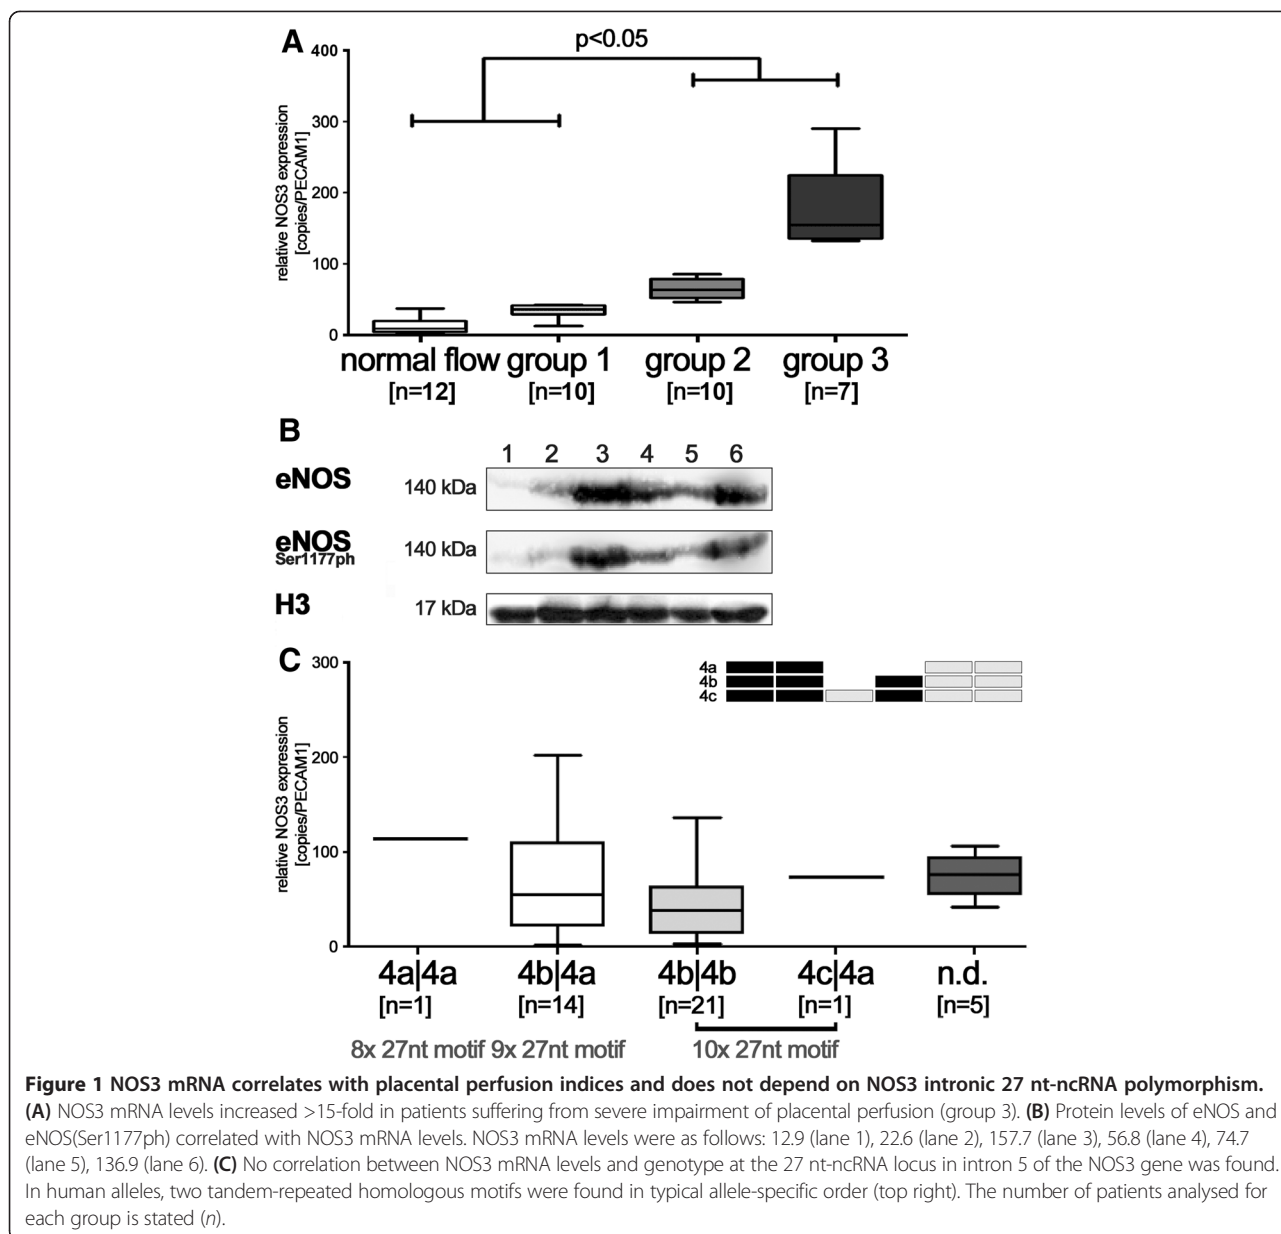 A
p<0.05
400
300
200
100
0
relative NOS3 expression
[copies/PECAM1]
normal flow group 1 group 2 group 3
[n=12] [n=10] [n=10] [n=7]
B
1 2 3 4 5 6
eNOS 140 kDa
eNOS 140 kDa
Ser1177ph
H3 17 kDa
C
300
200
100
0
relative NOS3 expression
[copies/PECAM1]
4a
4b
4c
4a|4a 4b|4a 4b|4b 4c|4a n.d.
[n=1] [n=14] [n=21] [n=1] [n=5]
8x 27nt motif 9x 27nt motif 10x 27nt motif
Figure 1 NOS3 mRNA correlates with placental perfusion indices and does not depend on NOS3 intronic 27 nt-ncRNA polymorphism.
(A) NOS3 mRNA levels increased >15-fold in patients suffering from severe impairment of placental perfusion (group 3). (B) Protein levels of eNOS and
eNOS(Ser1177ph) correlated with NOS3 mRNA levels. NOS3 mRNA levels were as follows: 12.9 (lane 1), 22.6 (lane 2), 157.7 (lane 3), 56.8 (lane 4), 74.7
(lane 5), 136.9 (lane 6). (C) No correlation between NOS3 mRNA levels and genotype at the 27 nt-ncRNA locus in intron 5 of the NOS3 gene was found.
In human alleles, two tandem-repeated homologous motifs were found in typical allele-specific order (top right). The number of patients analysed for
each group is stated (n).